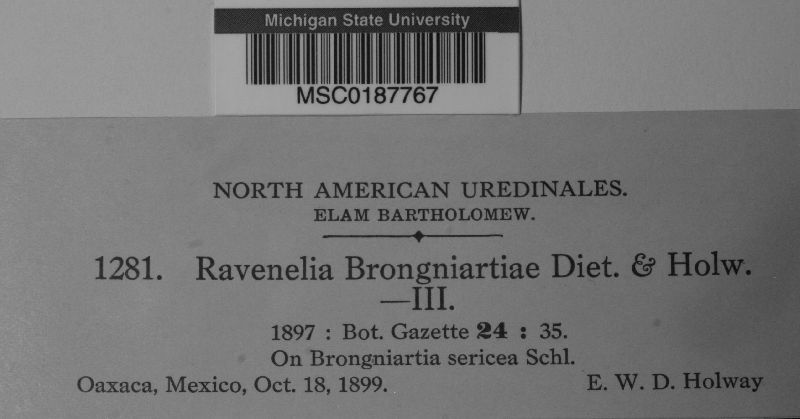 Michigan State University
MSC0187767
NORTH AMERICAN UREDINALES.
ELAM BARTHOLOMEW.
1281. Ravenelia Brongniartiae Diet. & Holw.
—III.
1897 : Bot. Gazette 24 : 35.
On Brongniartia sericea Schl.
Oaxaca, Mexico, Oct. 18, 1899. E. W. D. Holway